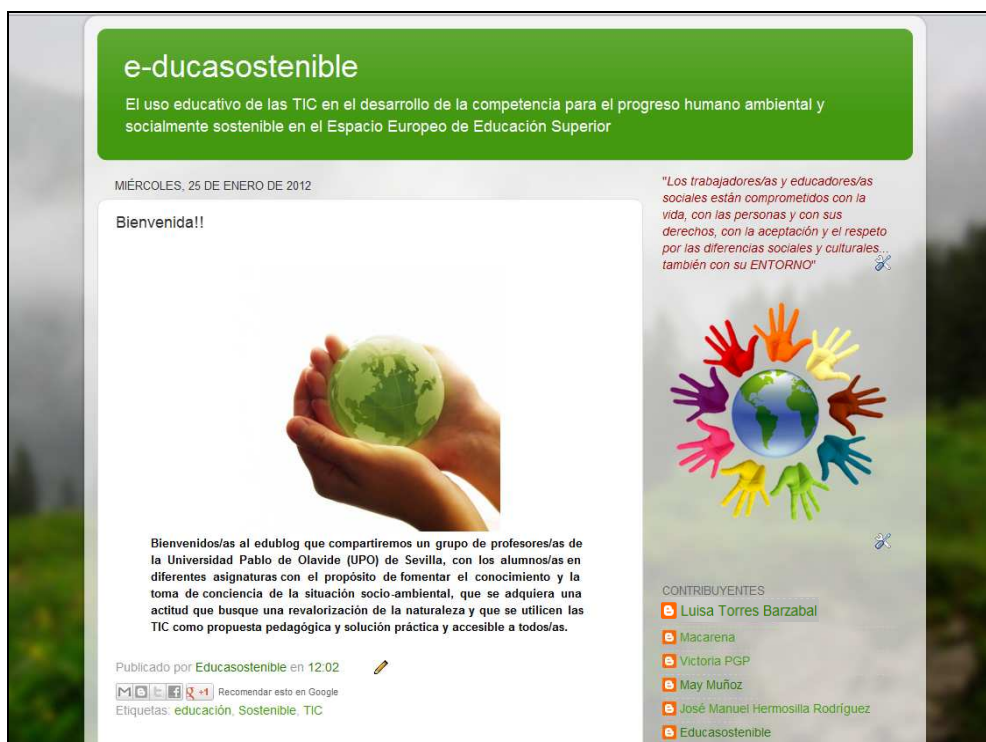 e-ducasostenible
El uso educativo de las TIC en el desarrollo de la competencia para el progreso humano ambiental y
socialmente sostenible en el Espacio Europeo de Educación Superior
MIÉRCOLES, 25 DE ENERO DE 2012
Bienvenida!!
Bienvenidos/as al edublog que compartiremos un grupo de profesores/as de
la Universidad Pablo de Olavide (UPO) de Sevilla, con los alumnos/as en
diferentes asignaturas con el propósito de fomentar el conocimiento y la
toma de conciencia de la situación socio-ambiental, que se adquiera una
actitud que busque una revalorización de la naturaleza y que se utilicen las
TIC como propuesta pedagógica y solución práctica y accesible a todos/as.
Publicado por Educasostenible en 12:02
+1 Recomendar esto en Google
Etiquetas: educación, Sostenible, TIC
"Los trabajadores/as y educadores/as
sociales están comprometidos con la
vida, con las personas y con sus
derechos, con la aceptación y el respeto
por las diferencias sociales y culturales...
también con su ENTORNO"
CONTRIBUYENTES
Luisa Torres Barzabal
Macarena
Victoria PGP
May Muñoz
José Manuel Hermosilla Rodríguez
Educasostenible